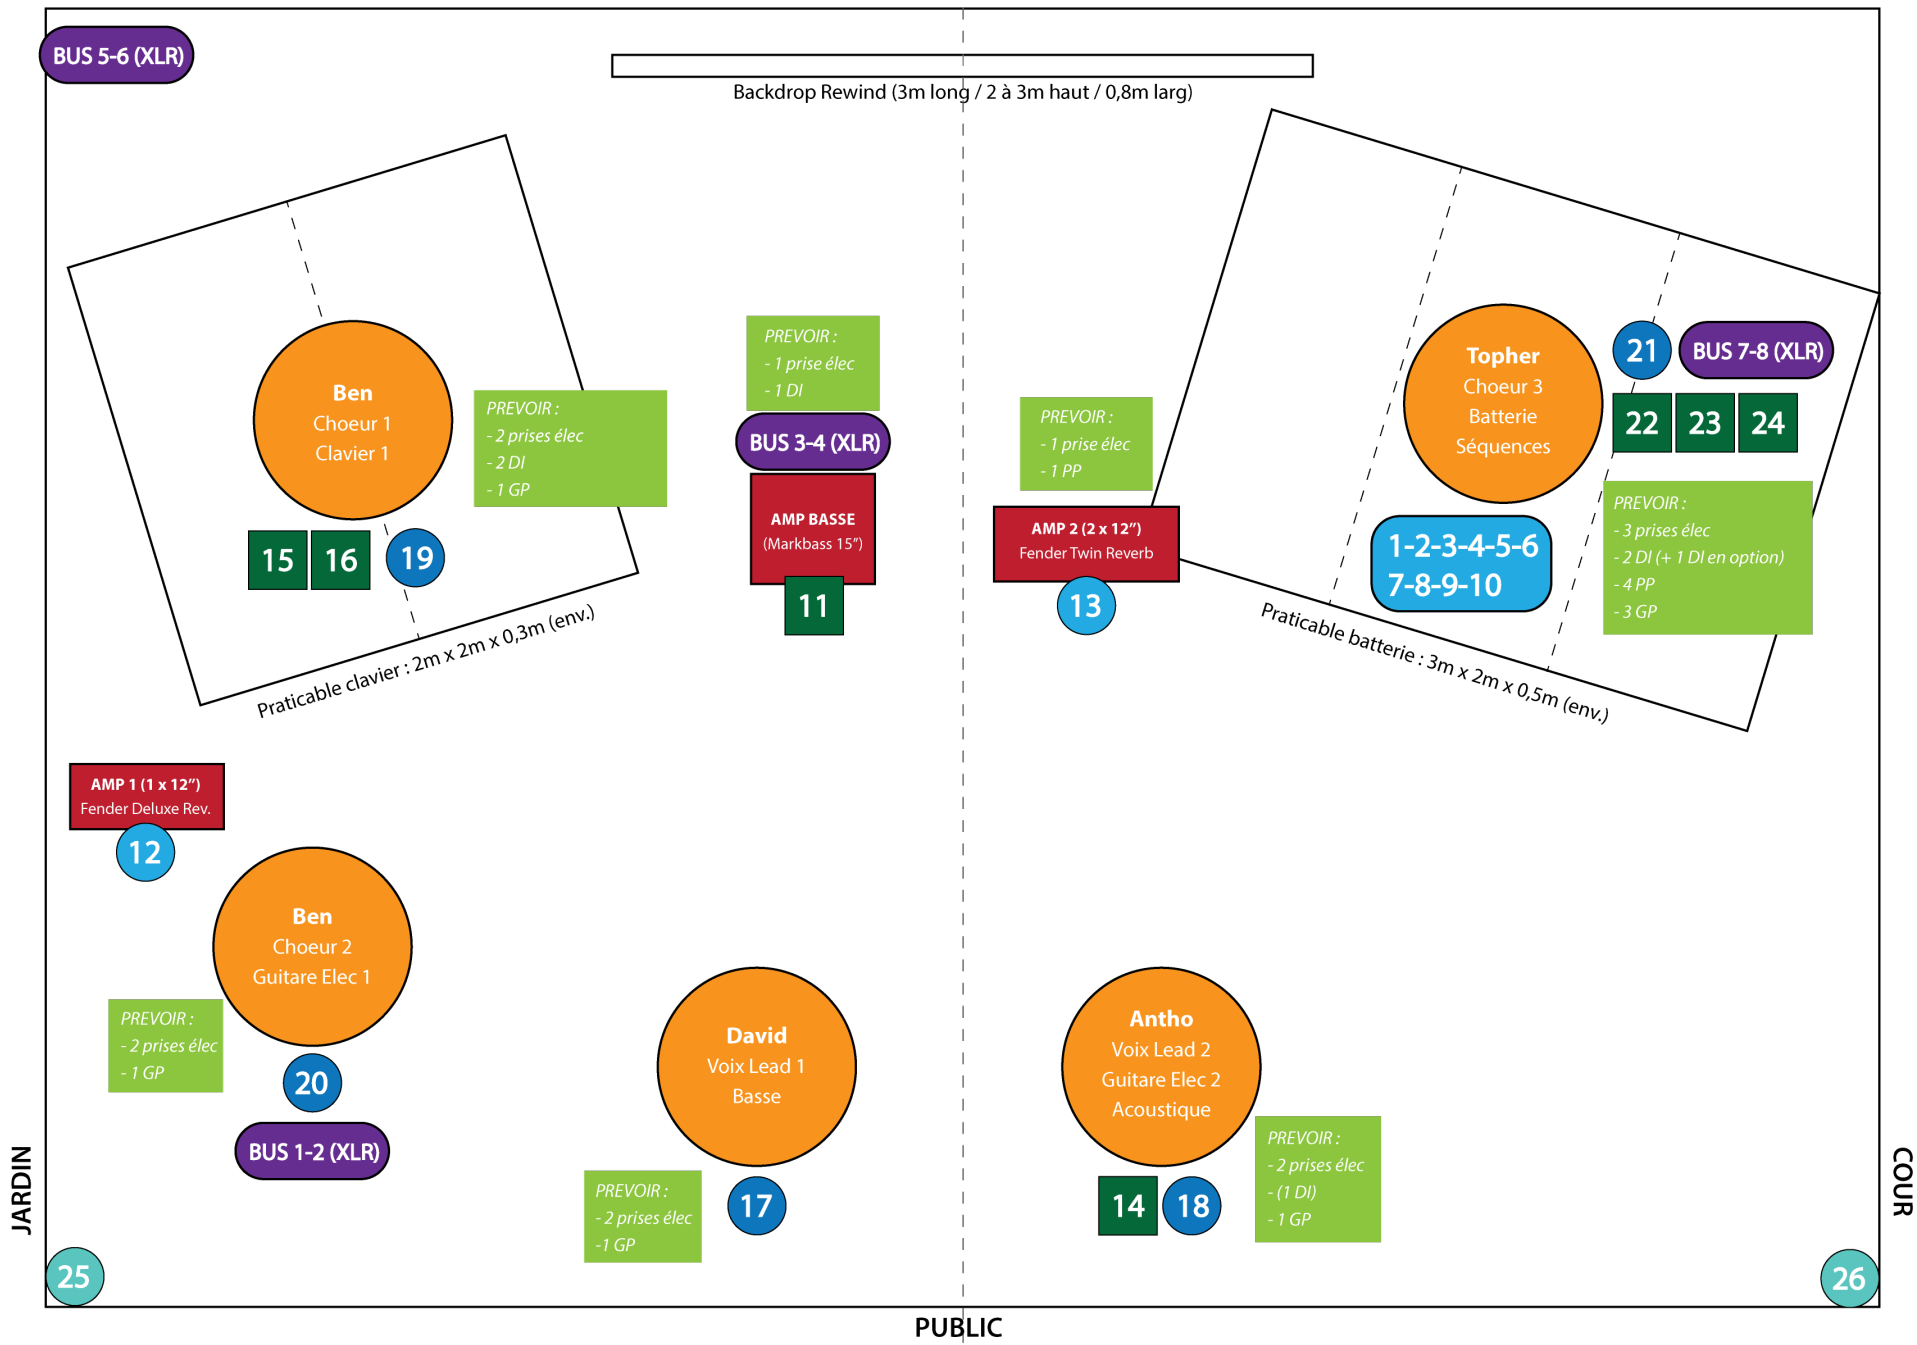 BUS 5-6 (XLR)
Backdrop Rewind (3m long / 2 à 3m haut / 0,8m larg)
Ben
Choeur 1
Clavier 1
15
16
19
PREVOIR :
- 2 prises élec
- 2 DI
- 1 GP
Praticable clavier : 2m x 2m x 0,3m (env.)
PREVOIR :
- 1 prise élec
- 1 DI
BUS 3-4 (XLR)
AMP BASSE
(Markbass 15”)
11
PREVOIR :
- 1 prise élec
- 1 PP
AMP 2 (2 x 12”)
Fender Twin Reverb
13
Topher
Choeur 3
Batterie
Séquences
21
BUS 7-8 (XLR)
22
23
24
1-2-3-4-5-6
7-8-9-10
PREVOIR :
- 3 prises élec
- 2 DI (+ 1 DI en option)
- 4 PP
- 3 GP
Praticable batterie : 3m x 2m x 0,5m (env.)
AMP 1 (1 x 12”)
Fender Deluxe Rev.
12
Ben
Choeur 2
Guitare Elec 1
PREVOIR :
- 2 prises élec
- 1 GP
20
BUS 1-2 (XLR)
David
Voix Lead 1
Basse
PREVOIR :
- 2 prises élec
-1 GP
17
Antho
Voix Lead 2
Guitare Elec 2
Acoustique
14
18
PREVOIR :
- 2 prises élec
- (1 DI)
- 1 GP
JARDIN
COUR
25
26
PUBLIC